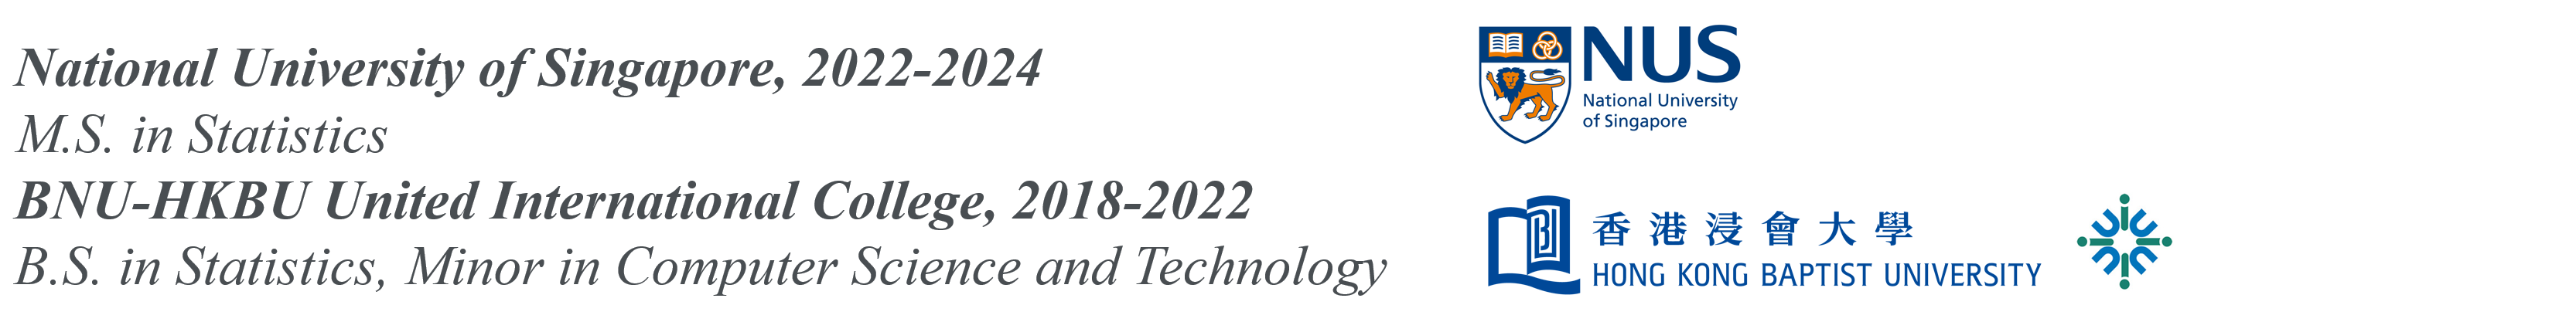 National University of Singapore, 2022-2024
M.S. in Statistics
BNU-HKBU United International College, 2018-2022
B.S. in Statistics, Minor in Computer Science and Technology
NUS
National University
of Singapore
香港浸會大學
HONG KONG BAPTIST UNIVERSITY